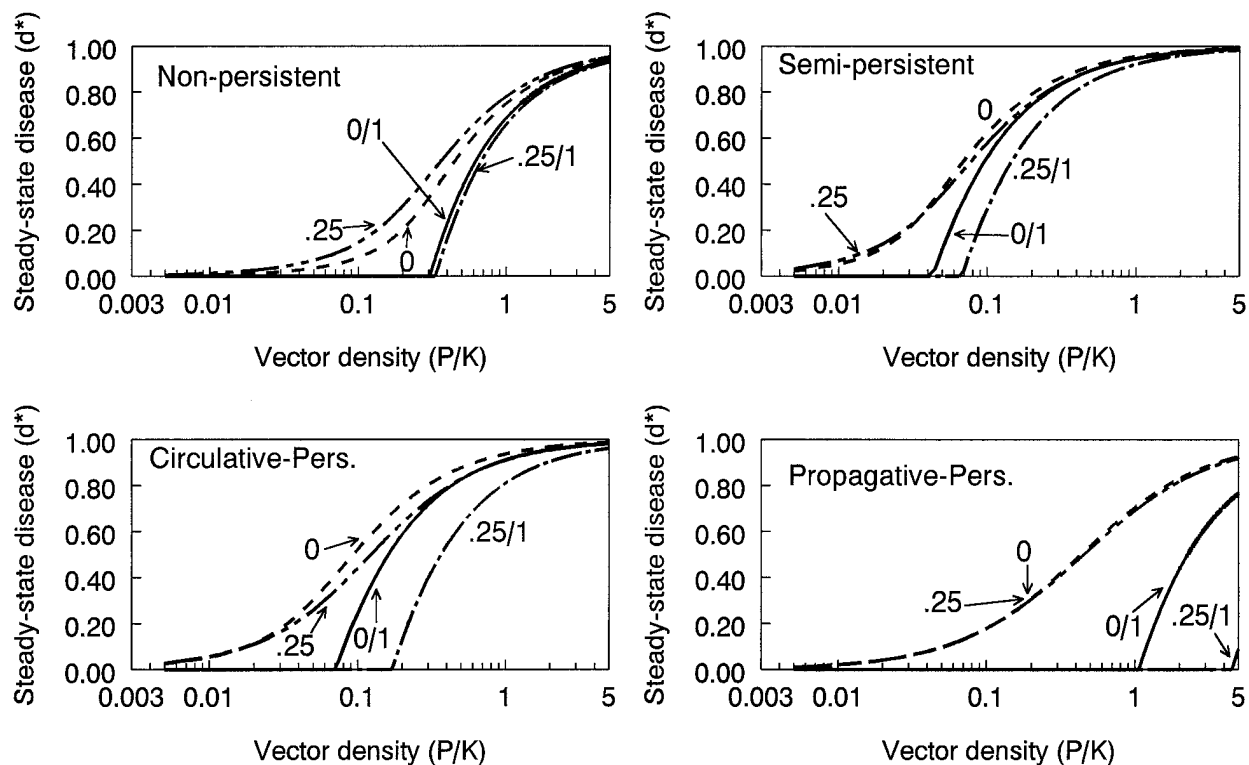 Steady-state disease (d*)
1.00
0.80
0.60
0.40
0.20
0.00
Non-persistent
0/1
.25/1
.25
0
0.003 0.01 0.1 1 5
Vector density (P/K)
Steady-state disease (d*)
1.00
0.80
0.60
0.40
0.20
0.00
Semi-persistent
0
.25/1
.25
0/1
0.003 0.01 0.1 1 5
Vector density (P/K)
Steady-state disease (d*)
1.00
0.80
0.60
0.40
0.20
0.00
Circulative-Pers.
0
.25/1
.25
0/1
0.003 0.01 0.1 1 5
Vector density (P/K)
Steady-state disease (d*)
1.00
0.80
0.60
0.40
0.20
0.00
Propagative-Pers.
0
.25
0/1
.25/1
0.003 0.01 0.1 1 5
Vector density (P/K)